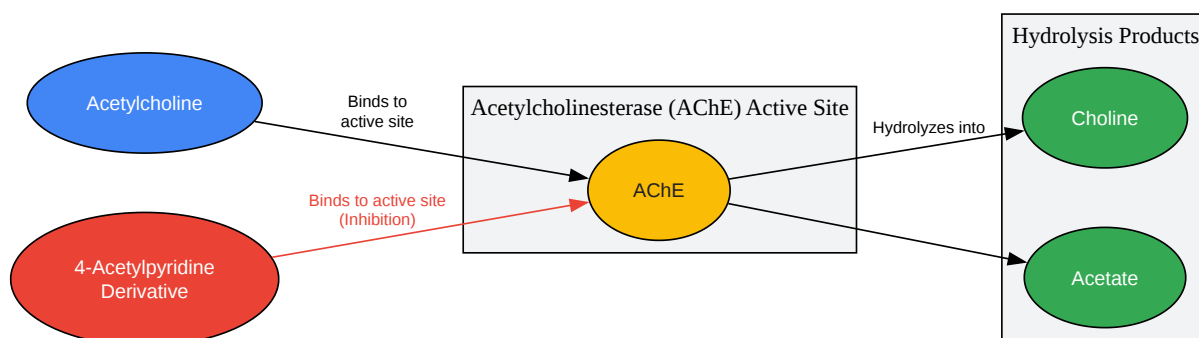 Hydrolysis Products
Acetylcholine
Binds to
active site
Acetylcholinesterase (AChE) Active Site
Hydrolyzes into
Choline
AChE
Binds to active site
(Inhibition)
4-Acetylpyridine
Derivative
Acetate